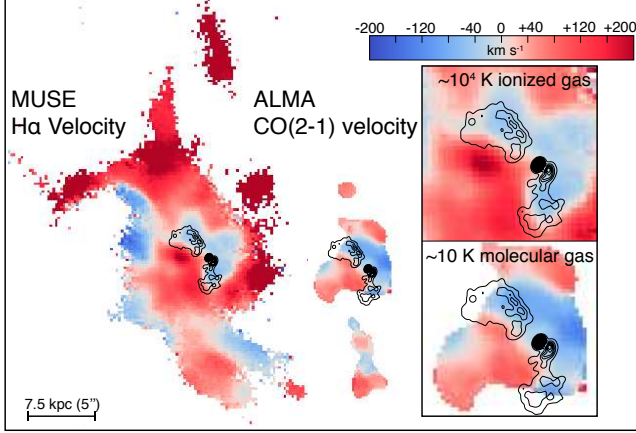 -200 -120 -40 0 +40 +120 +200
km s⁻¹
MUSE
Hα Velocity
ALMA
CO(2-1) velocity
~10⁴ K ionized gas
~10 K molecular gas
7.5 kpc (5")